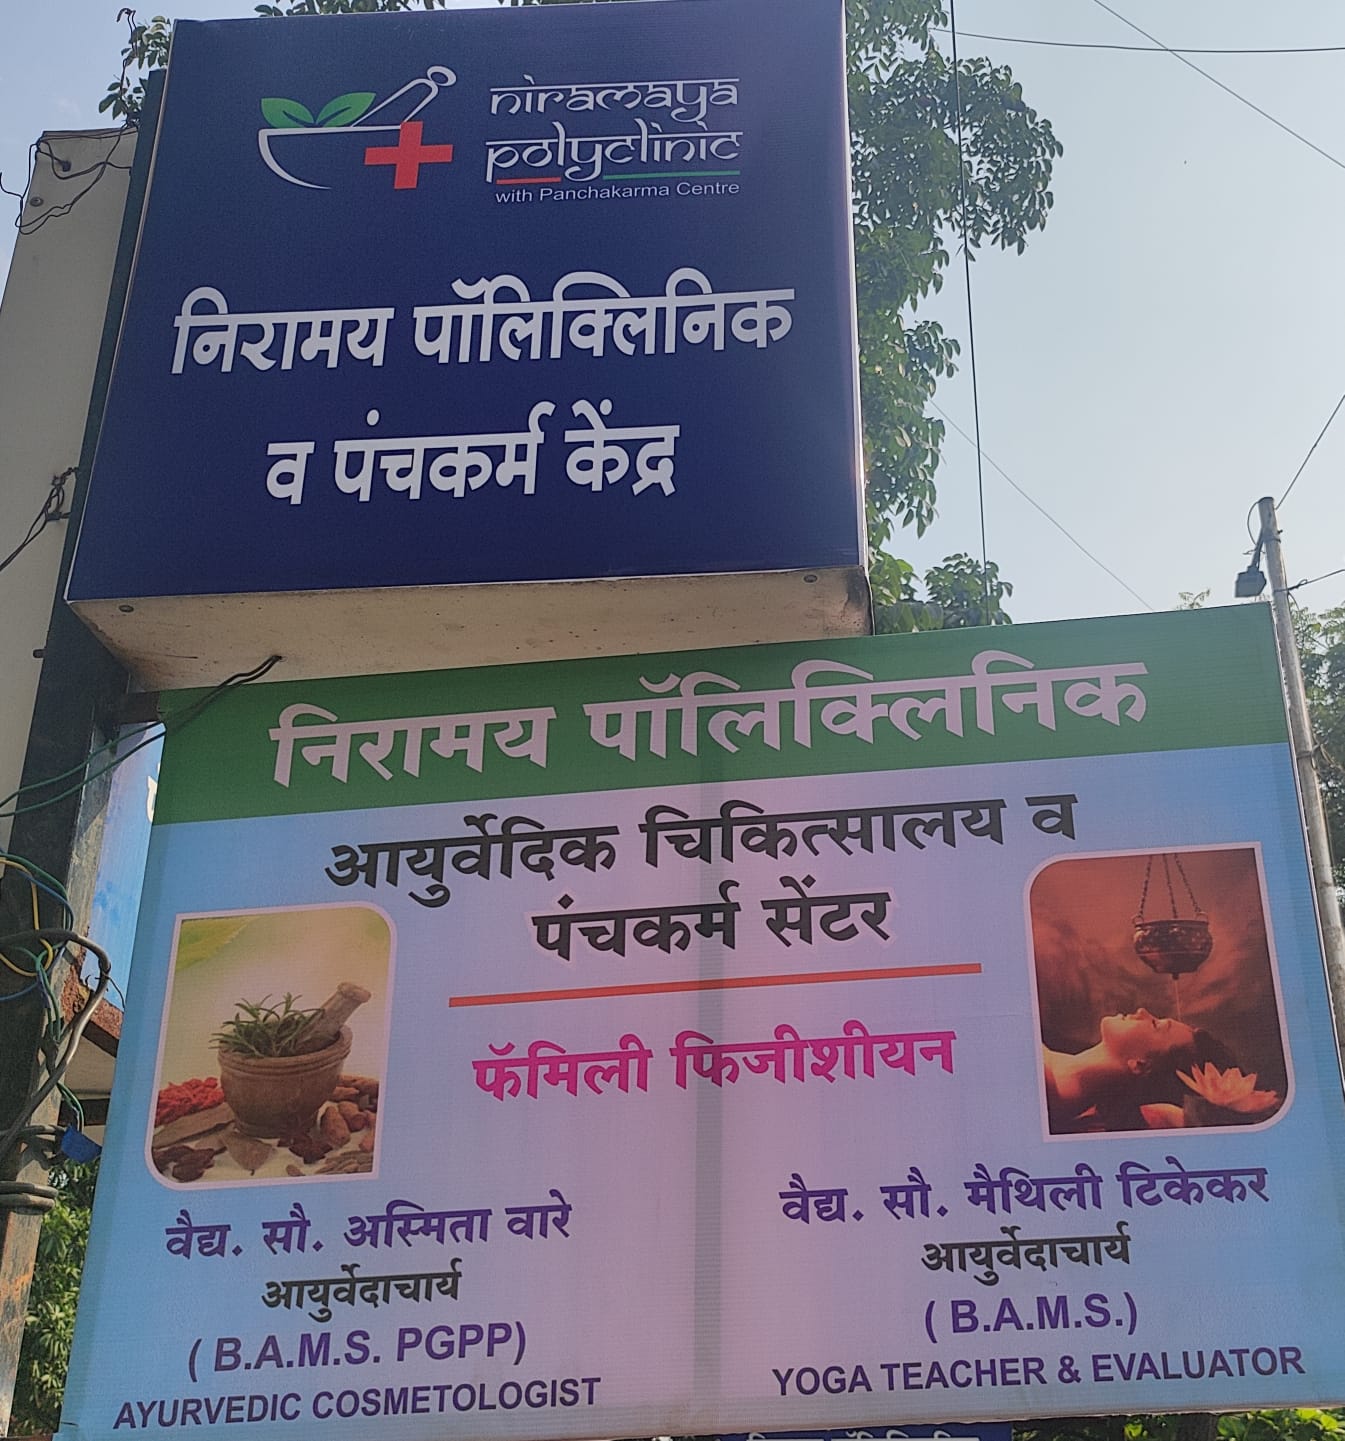 niramaya
polyclinic
with Panchakarma Centre
निरामय पॉलिक्लिनिक
व पंचकर्म केंद्र
निरामय पॉलिक्लिनिक
आयुर्वेदिक चिकित्सालय व
पंचकर्म सेंटर
फॅमिली फिजीशीयन
वैद्य. सौ. अस्मिता वारे
आयुर्वेदाचार्य
( B.A.M.S. PGPP)
AYURVEDIC COSMETOLOGIST
वैद्य. सौ. मैथिली टिकेकर
आयुर्वेदाचार्य
( B.A.M.S.)
YOGA TEACHER & EVALUATOR